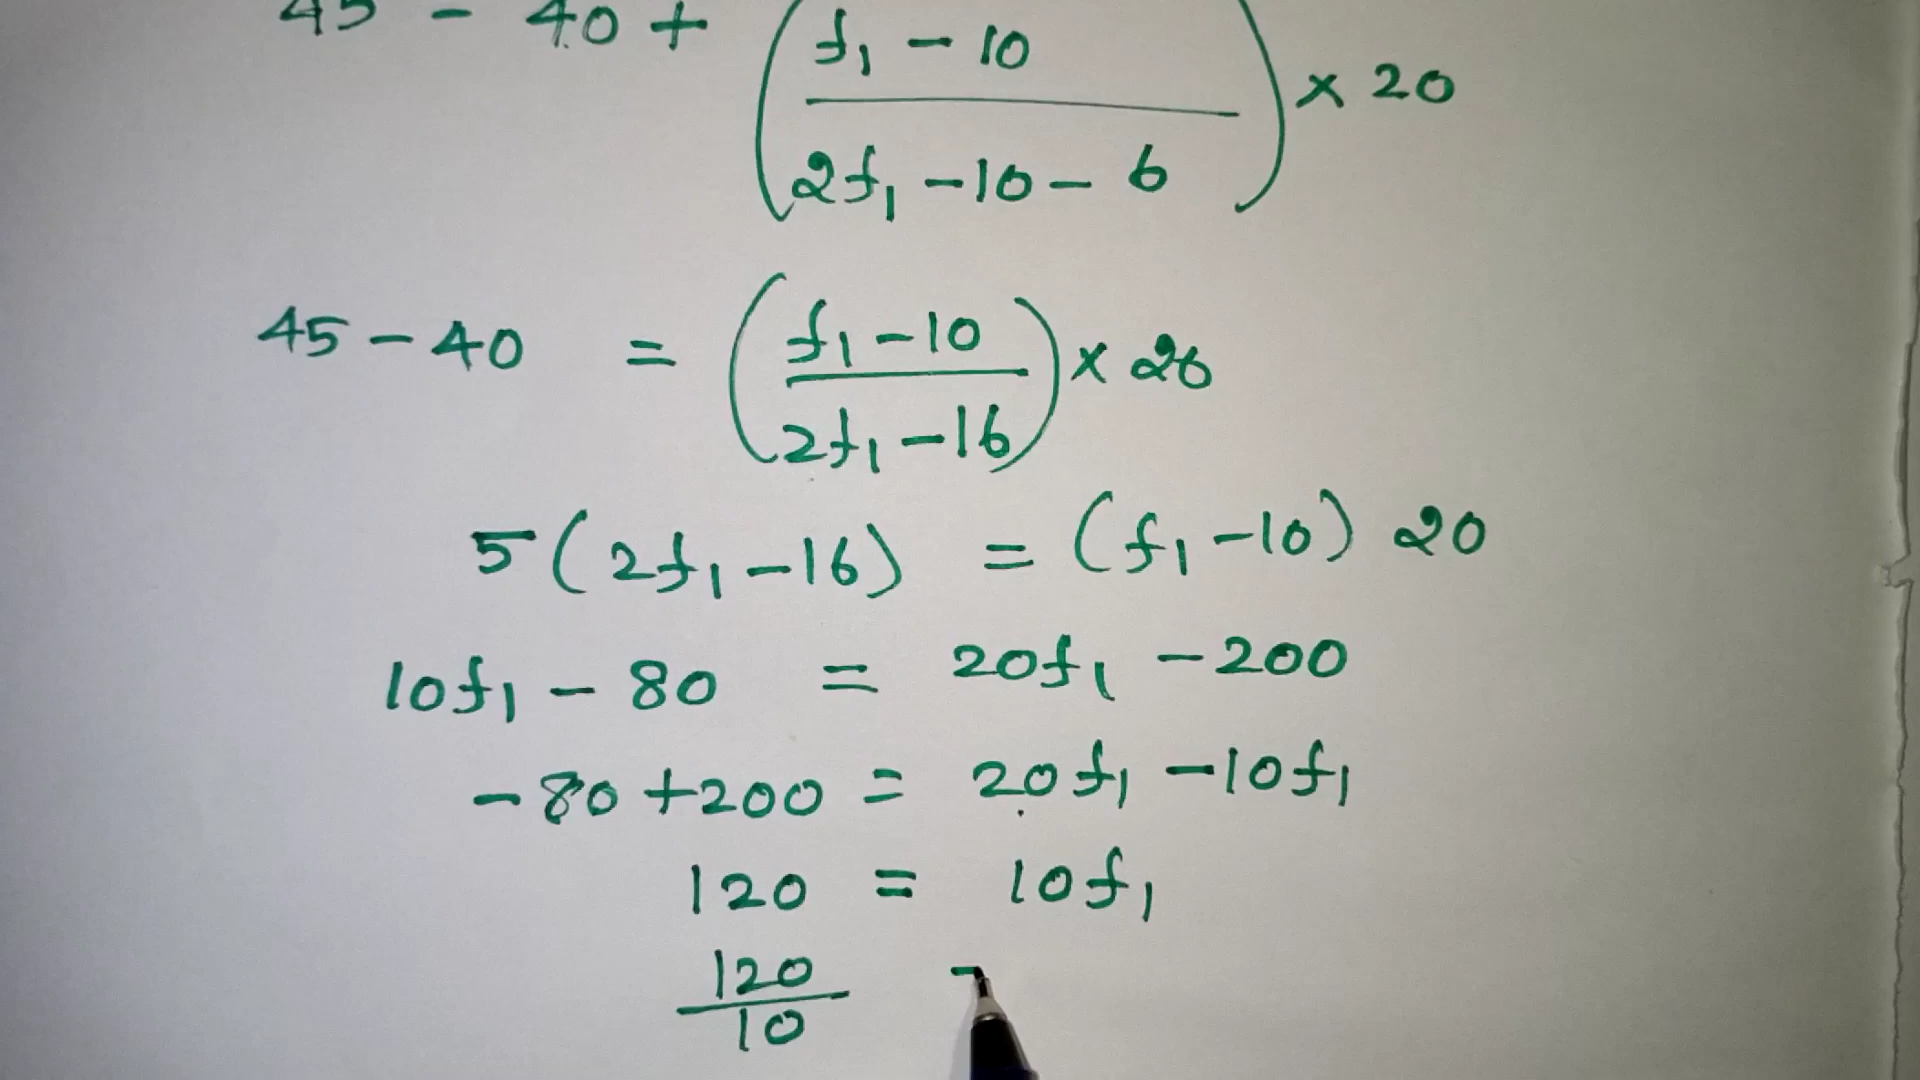 45 - 40 + (f₁ - 10 / 2f₁ - 10 - 6) × 20
45 - 40 = (f₁ - 10 / 2f₁ - 16) × 20
5(2f₁ - 16) = (f₁ - 10) 20
10f₁ - 80 = 20f₁ - 200
- 80 + 200 = 20f₁ - 10f₁
120 = 10f₁
120 / 10 =